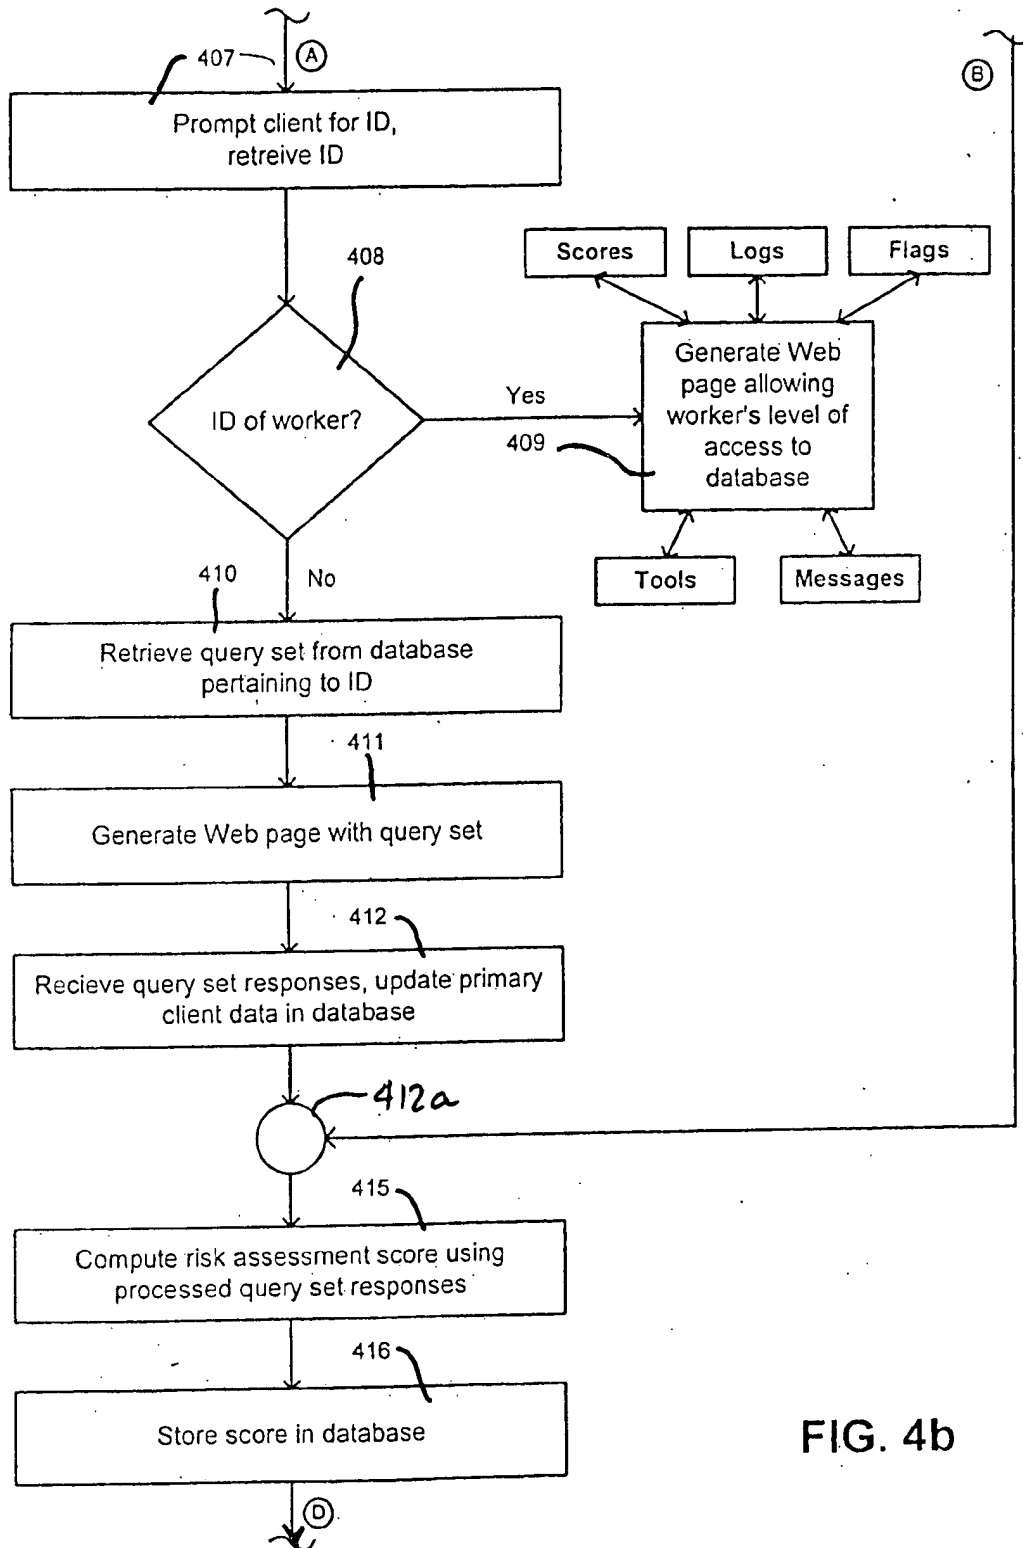 407
A
B
Prompt client for ID,
retreive ID
408
Scores
Logs
Flags
Generate Web
page allowing
worker's level of
access to
database
ID of worker?
Yes
409
Tools
Messages
No
410
Retrieve query set from database
pertaining to ID
411
Generate Web page with query set
412
Recieve query set responses, update primary
client data in database
412a
415
Compute risk assessment score using
processed query set responses
416
Store score in database
D
FIG. 4b